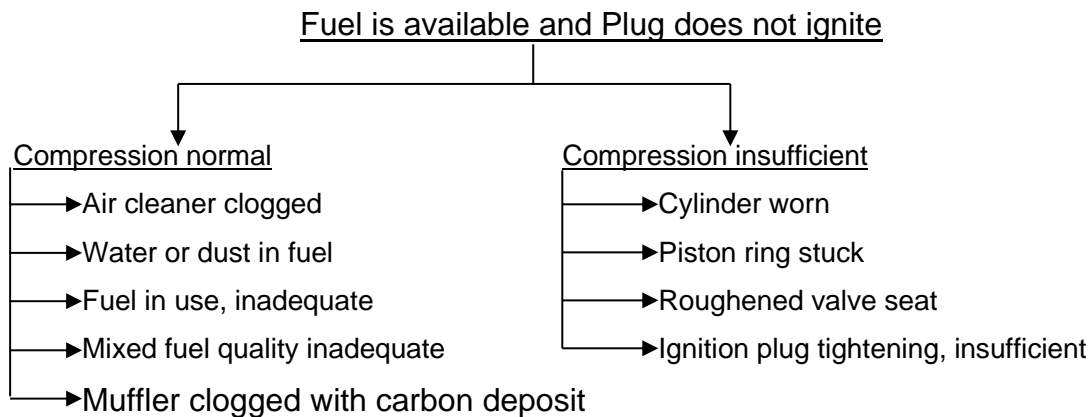 Fuel is available and Plug does not ignite
Compression normal
Air cleaner clogged
Water or dust in fuel
Fuel in use, inadequate
Mixed fuel quality inadequate
Muffler clogged with carbon deposit
Compression insufficient
Cylinder worn
Piston ring stuck
Roughened valve seat
Ignition plug tightening, insufficient